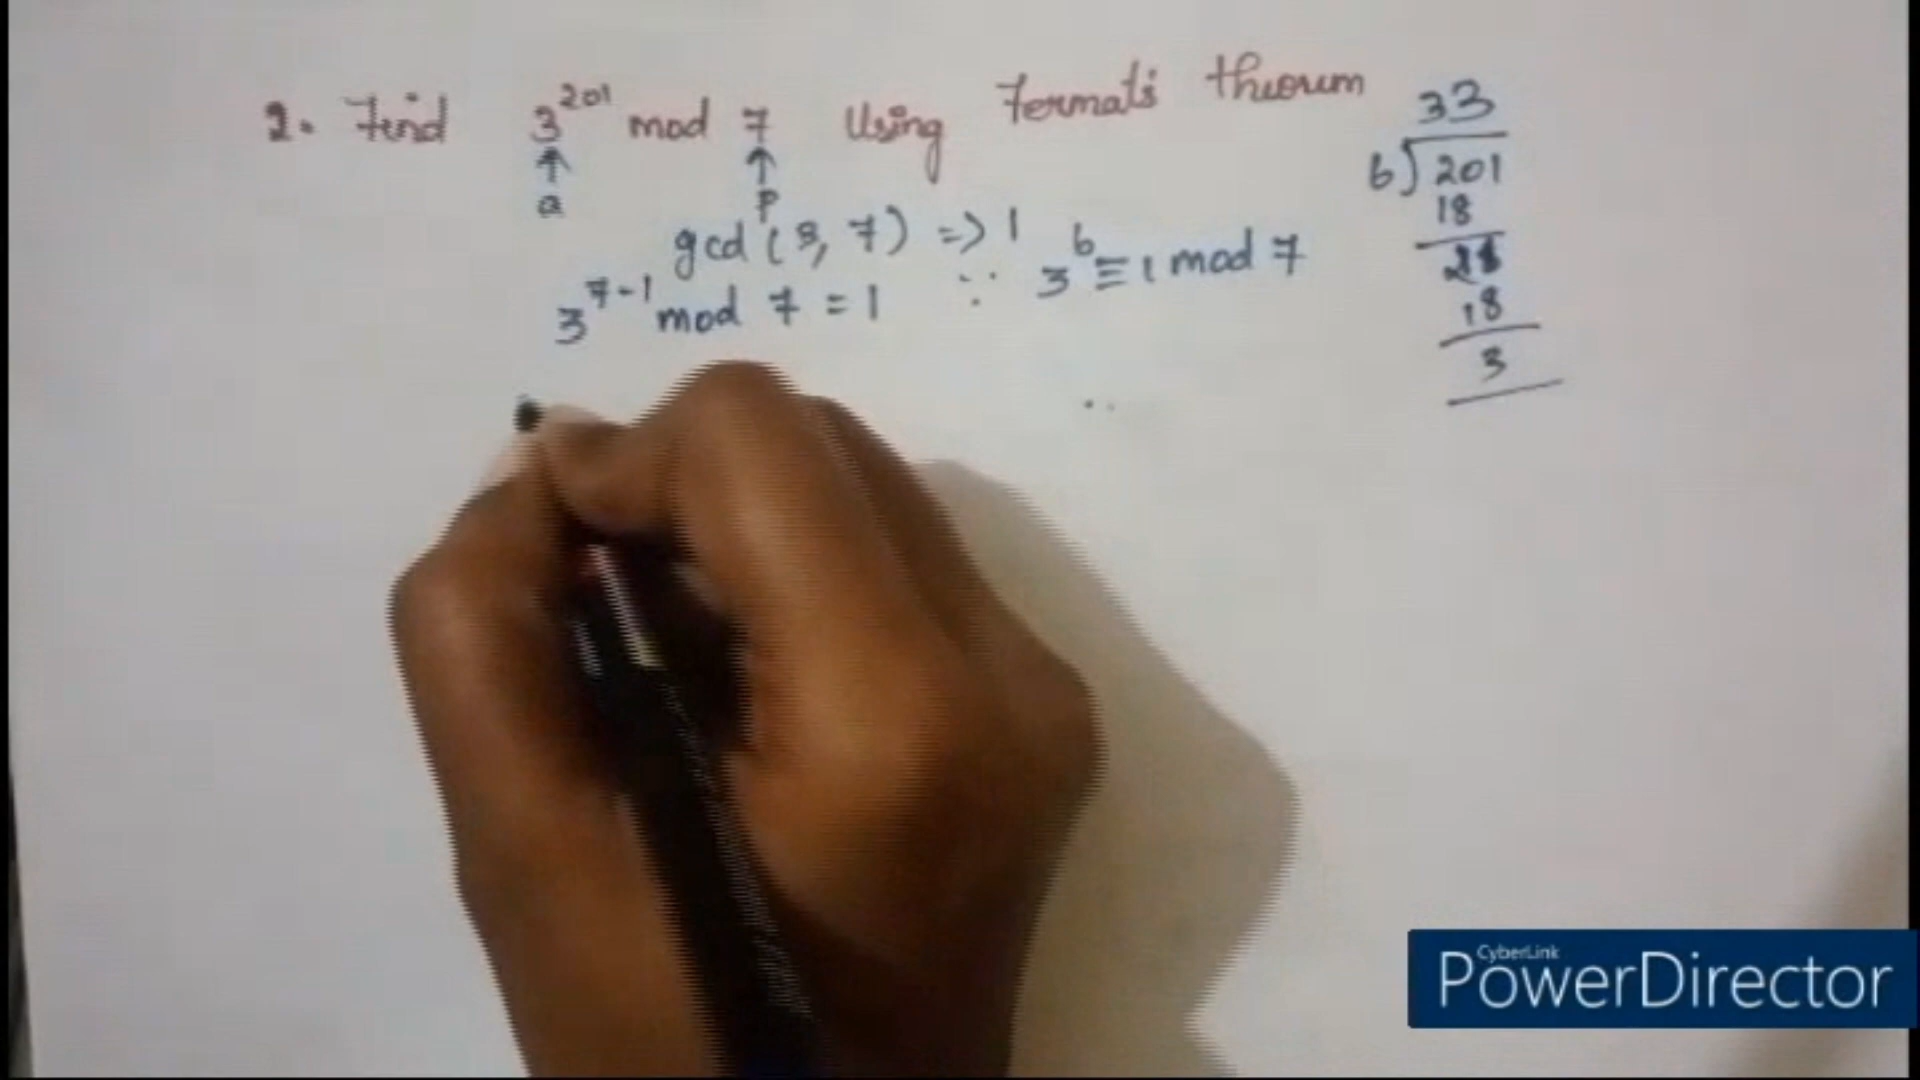 2. Find 3^201 mod 7 Using Fermat's theorem
↑ ↑
a p
gcd (3, 7) => 1
3^7-1 mod 7 = 1 ∵ 3^6 ≡ 1 mod 7
33
6) 201
18
21
18
3
CyberLink
PowerDirector